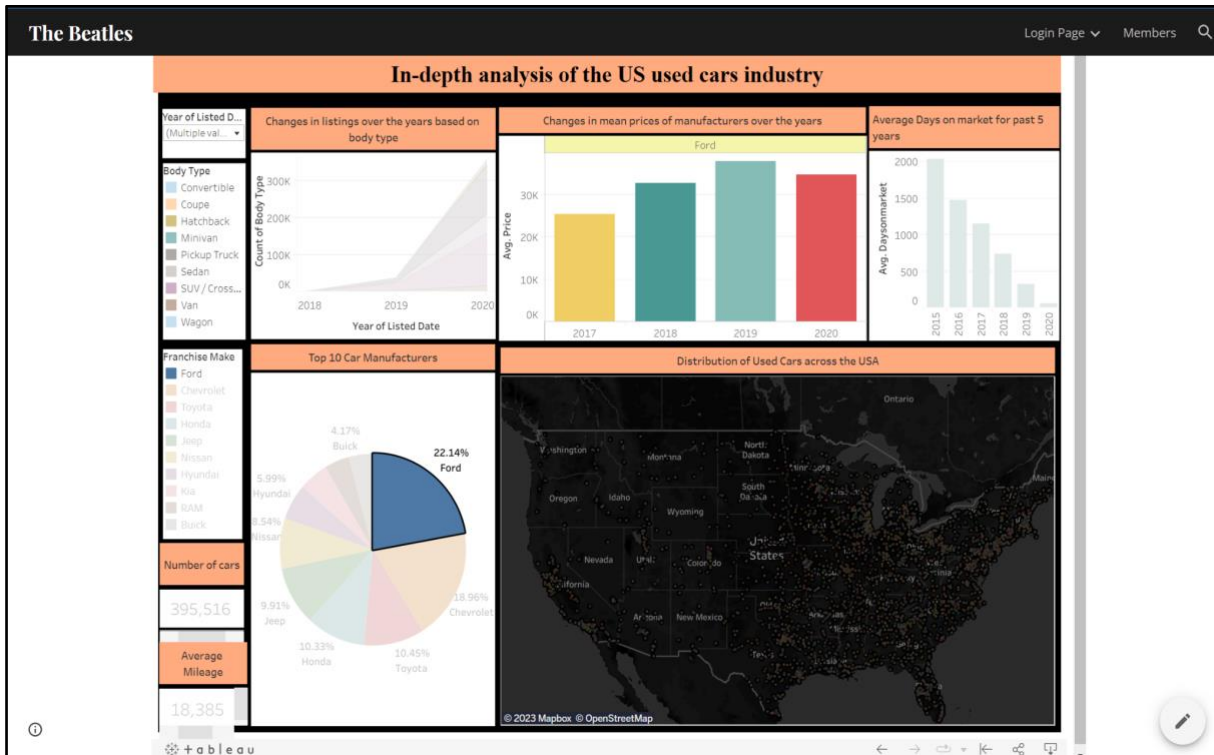 The Beatles
Login Page
Members
In-depth analysis of the US used cars industry
Year of Listed D...
(Multiple val...
Body Type
Convertible
Coupe
Hatchback
Minivan
Pickup Truck
Sedan
SUV / Cross...
Van
Wagon
Changes in listings over the years based on
body type
Count of Body Type
300K
200K
100K
0K
2018
2019
2020
Year of Listed Date
Changes in mean prices of manufacturers over the years
Ford
Avg. Price
30K
20K
10K
0K
2017
2018
2019
2020
Average Days on market for past 5
years
Avg. Daysonmarket
2000
1500
1000
500
0
2015
2016
2017
2018
2019
2020
Franchise Make
Ford
Chevrolet
Toyota
Honda
Jeep
Nissan
Hyundai
Kia
RAM
Buick
Number of cars
395,516
Average
Mileage
18,385
Top 10 Car Manufacturers
4.17%
Buick
22.14%
Ford
5.99%
Hyundai
8.54%
Nissan
18.96%
Chevrolet
9.91%
Jeep
10.33%
Honda
10.45%
Toyota
Distribution of Used Cars across the USA
Ontario
Washington
Montana
North
Dakota
Minnesota
Maine
Oregon
Idaho
South
Dakota
Wyoming
United
States
Nevada
Utah
Colorado
California
Arizona
New Mexico
Texas
© 2023 Mapbox © OpenStreetMap
+ a b l e a u